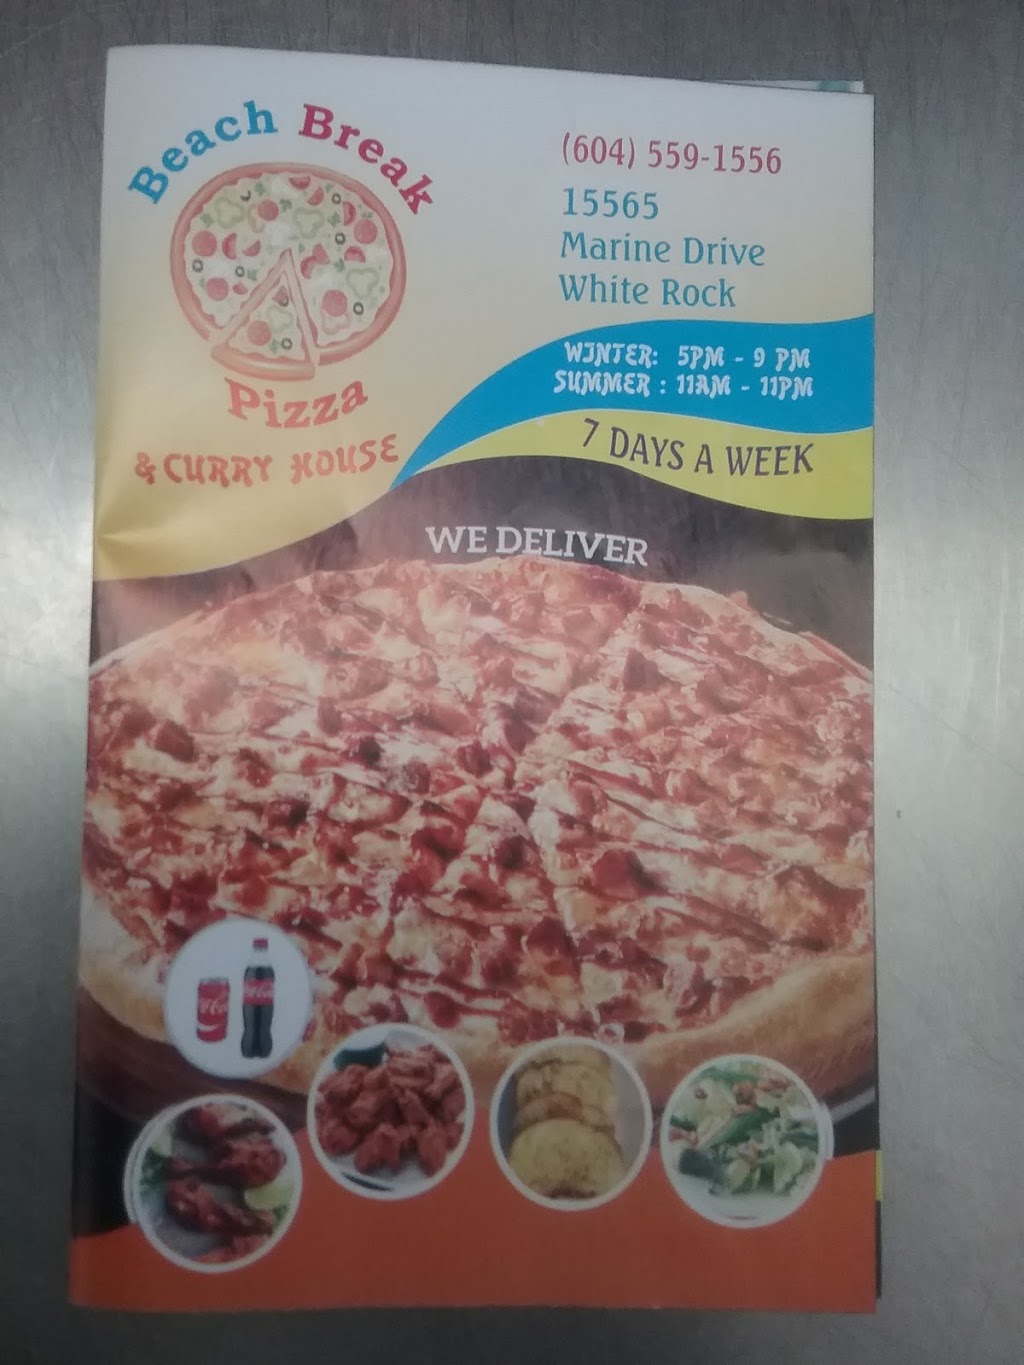 Beach Break
Pizza
& CURRY HOUSE
(604) 559-1556
15565
Marine Drive
White Rock
WINTER: 5PM - 9 PM
SUMMER : 11AM - 11PM
7 DAYS A WEEK
WE DELIVER